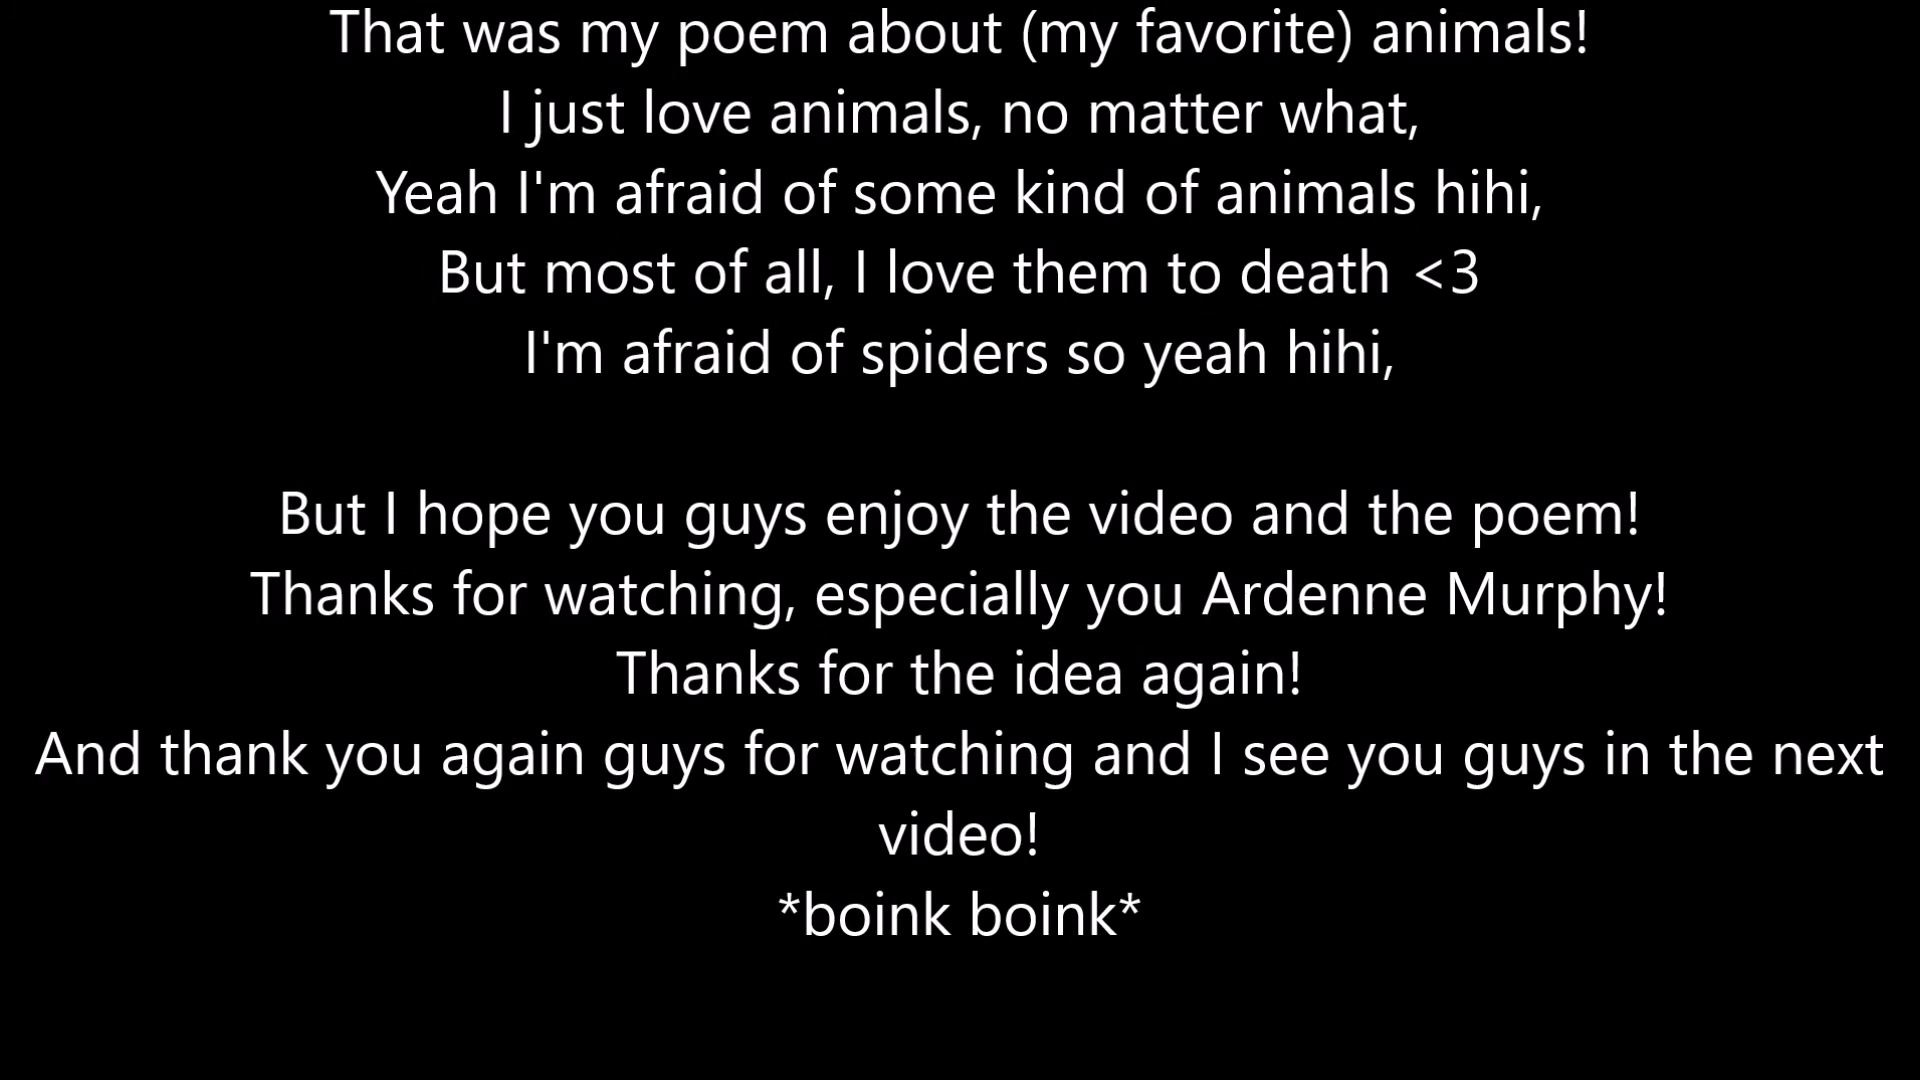 That was my poem about (my favorite) animals!
I just love animals, no matter what,
Yeah I'm afraid of some kind of animals hihi,
But most of all, I love them to death <3
I'm afraid of spiders so yeah hihi,
But I hope you guys enjoy the video and the poem!
Thanks for watching, especially you Ardenne Murphy!
Thanks for the idea again!
And thank you again guys for watching and I see you guys in the next
video!
*boink boink*